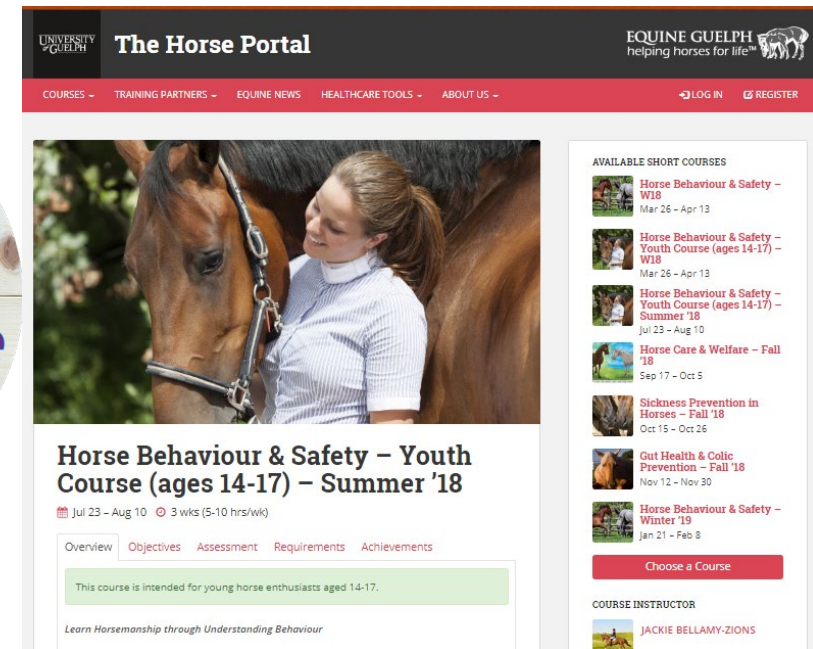 UNIVERSITY
OF GUELPH
The Horse Portal
EQUINE GUELPH
helping horses for life™
COURSES
TRAINING PARTNERS
EQUINE NEWS
HEALTHCARE TOOLS
ABOUT US
LOG IN
REGISTER
Horse Behaviour & Safety – Youth
Course (ages 14-17) – Summer '18
Jul 23 – Aug 10 3 wks (5-10 hrs/wk)
Overview Objectives Assessment Requirements Achievements
This course is intended for young horse enthusiasts aged 14-17.
Learn Horsemanship through Understanding Behaviour
AVAILABLE SHORT COURSES
Horse Behaviour & Safety –
W18
Mar 26 – Apr 13
Horse Behaviour & Safety –
Youth Course (ages 14-17) –
W18
Mar 26 – Apr 13
Horse Behaviour & Safety –
Youth Course (ages 14-17) –
Summer '18
Jul 23 – Aug 10
Horse Care & Welfare – Fall
'18
Sep 17 – Oct 5
Sickness Prevention in
Horses – Fall '18
Oct 15 – Oct 26
Gut Health & Colic
Prevention – Fall '18
Nov 12 – Nov 30
Horse Behaviour & Safety –
Winter '19
Jan 21 – Feb 8
Choose a Course
COURSE INSTRUCTOR
JACKIE BELLAMY-ZIONS